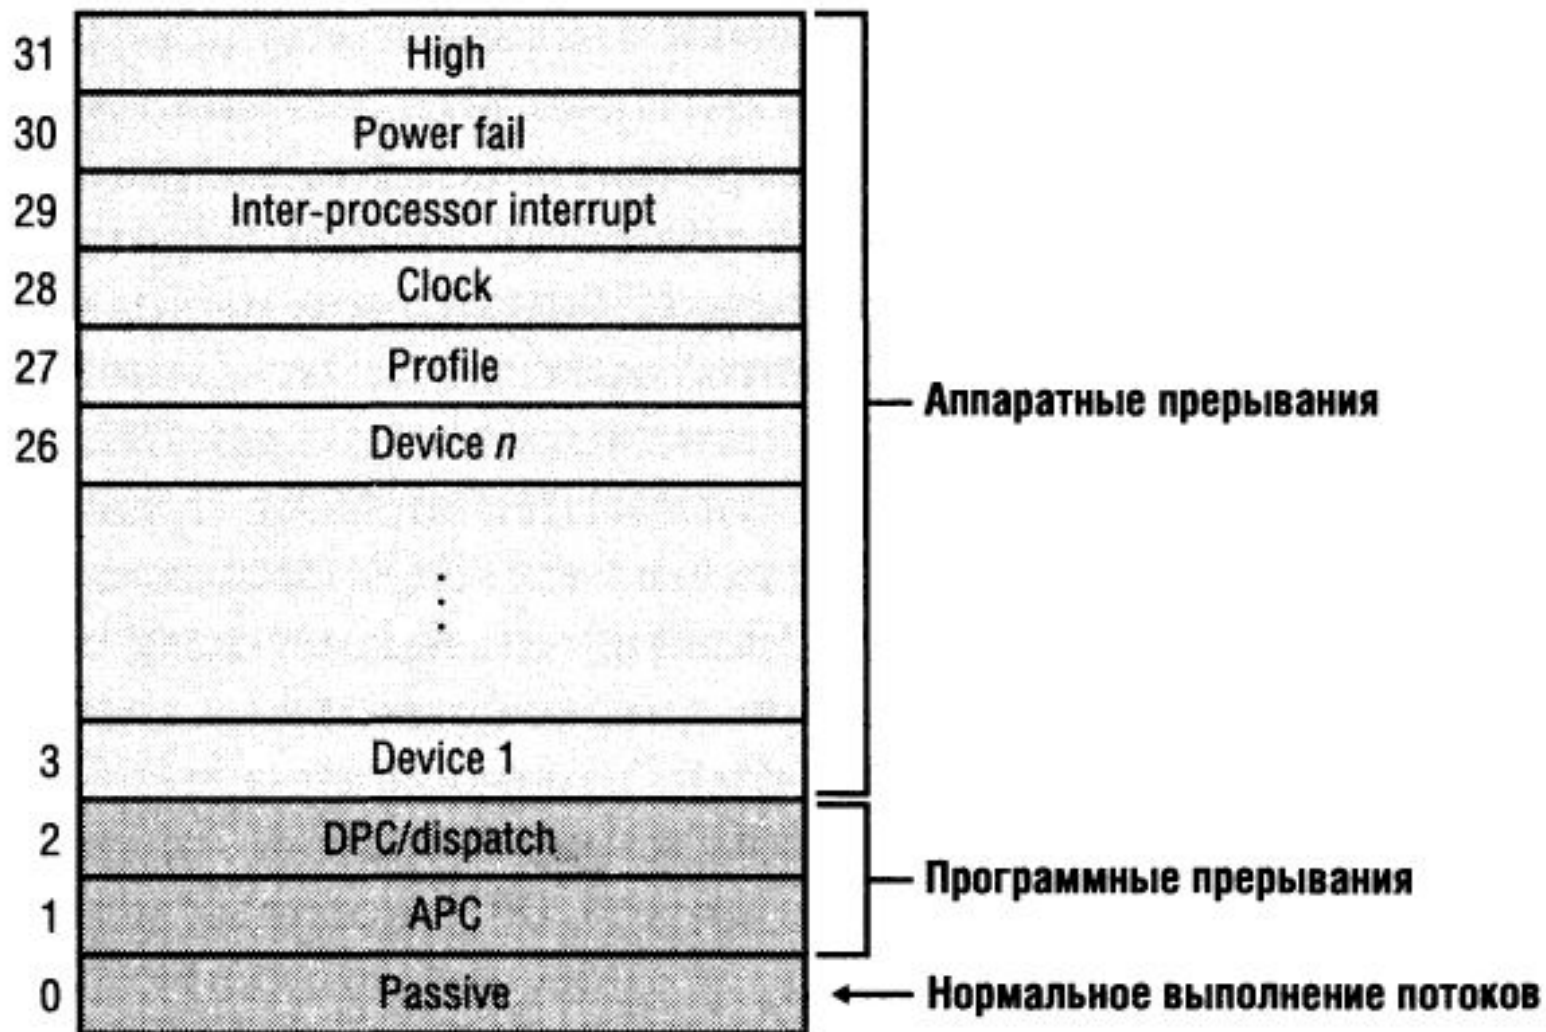 31 High
30 Power fail
29 Inter-processor interrupt
28 Clock
27 Profile
Аппаратные прерывания
26 Device n
⋮
3 Device 1
2 DPC/dispatch
Программные прерывания
1 APC
0 Passive
Нормальное выполнение потоков